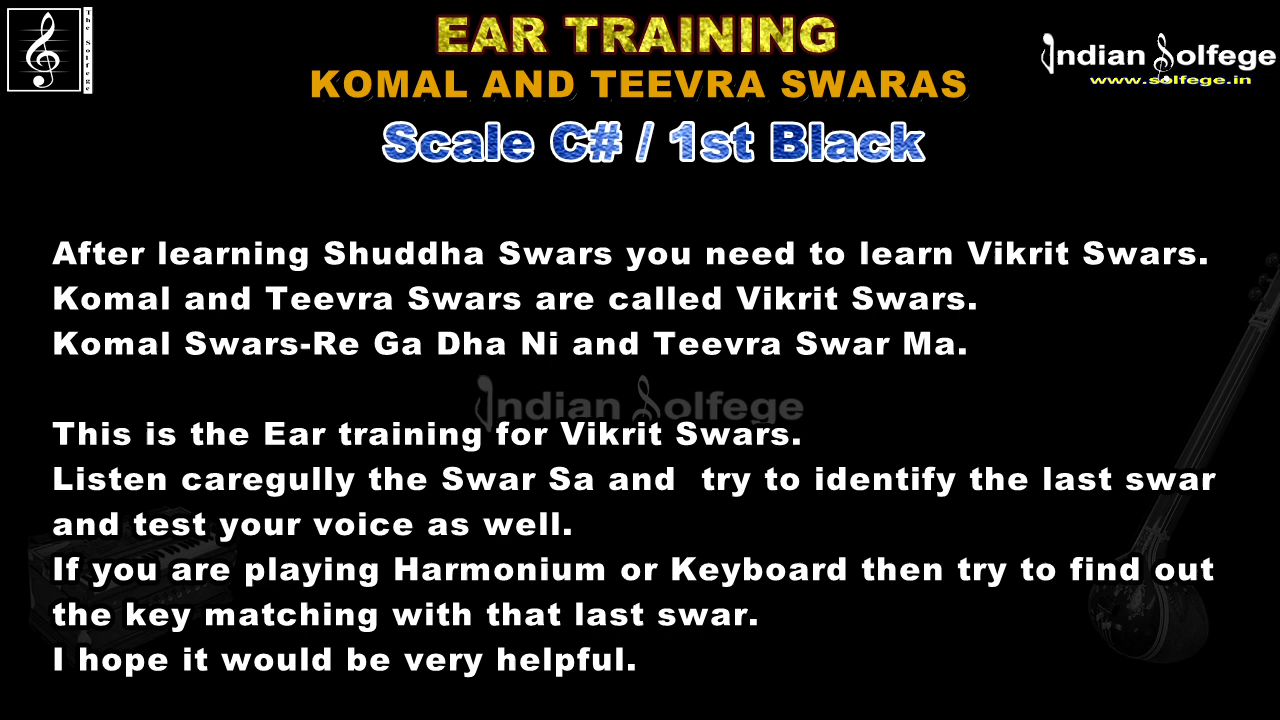 EAR TRAINING
KOMAL AND TEEVRA SWARAS
Scale C# / 1st Black
The Solfege
Indian Solfege
www.solfege.in
After learning Shuddha Swars you need to learn Vikrit Swars.
Komal and Teevra Swars are called Vikrit Swars.
Komal Swars-Re Ga Dha Ni and Teevra Swar Ma.
Indian Solfege
This is the Ear training for Vikrit Swars.
Listen caregully the Swar Sa and  try to identify the last swar
and test your voice as well.
If you are playing Harmonium or Keyboard then try to find out
the key matching with that last swar.
I hope it would be very helpful.